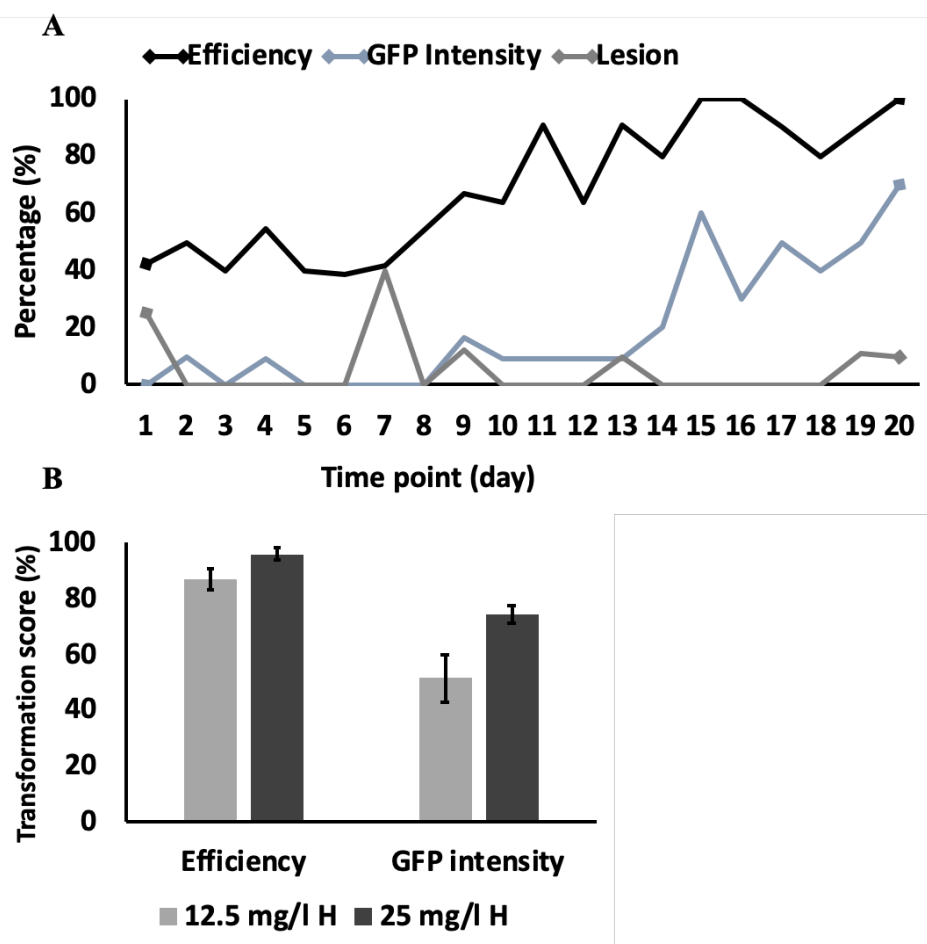 A
Efficiency GFP Intensity Lesion
Percentage (%)
100
80
60
40
20
0
1 2 3 4 5 6 7 8 9 10 11 12 13 14 15 16 17 18 19 20
Time point (day)
B
Transformation score (%)
100
80
60
40
20
0
Efficiency GFP intensity
12.5 mg/l H 25 mg/l H